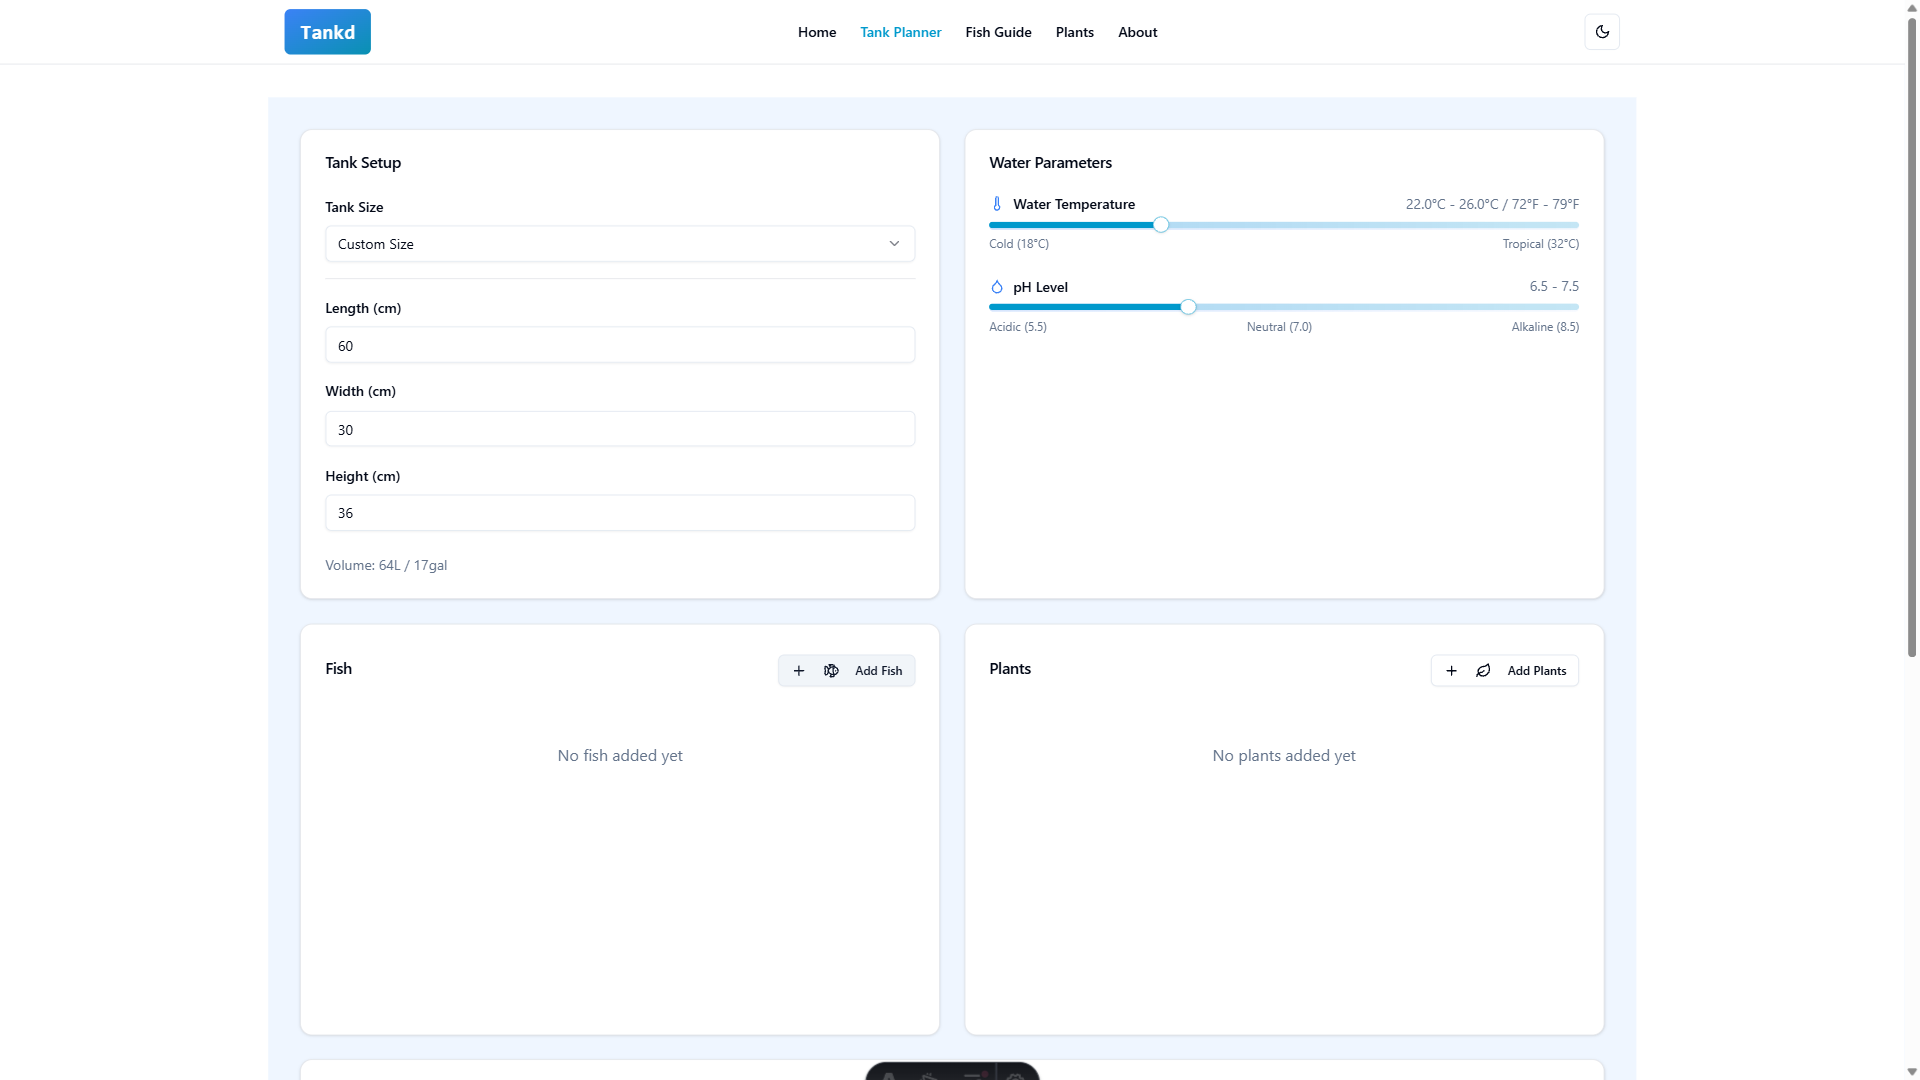 Tankd
Home
Tank Planner
Fish Guide
Plants
About
Tank Setup
Tank Size
Custom Size
Length (cm)
60
Width (cm)
30
Height (cm)
36
Volume: 64L / 17gal
Water Parameters
Water Temperature
22.0°C - 26.0°C / 72°F - 79°F
Cold (18°C)
Tropical (32°C)
pH Level
6.5 - 7.5
Acidic (5.5)
Neutral (7.0)
Alkaline (8.5)
Fish
Add Fish
No fish added yet
Plants
Add Plants
No plants added yet